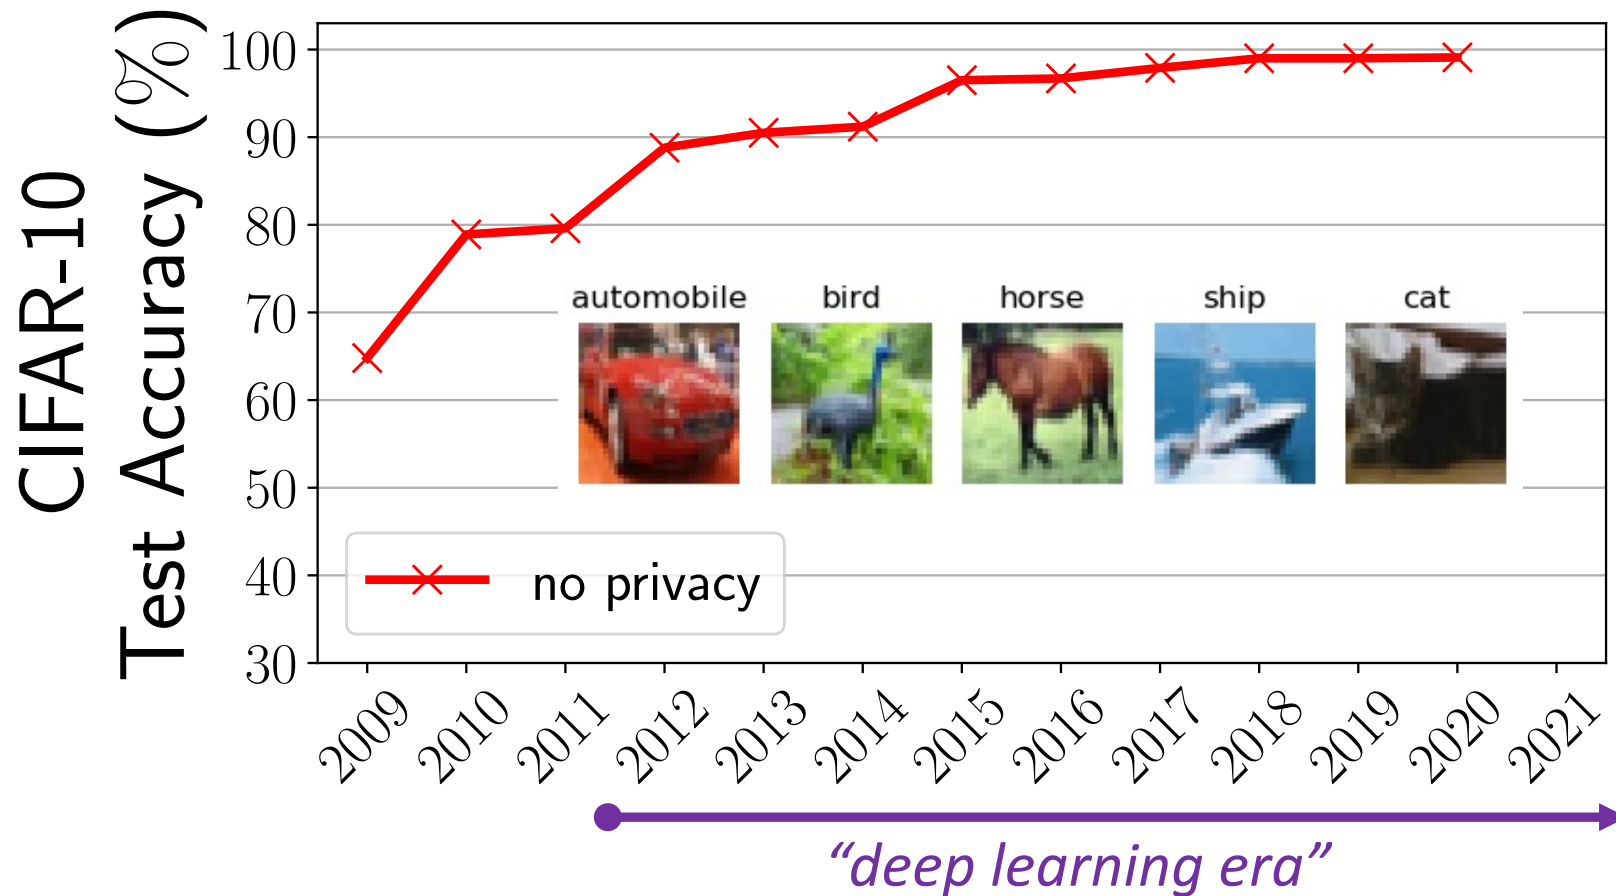 CIFAR-10
Test Accuracy (%)
100
90
80
70
60
50
40
30
automobile bird horse ship cat
no privacy
2009 2010 2011 2012 2013 2014 2015 2016 2017 2018 2019 2020 2021
“deep learning era”